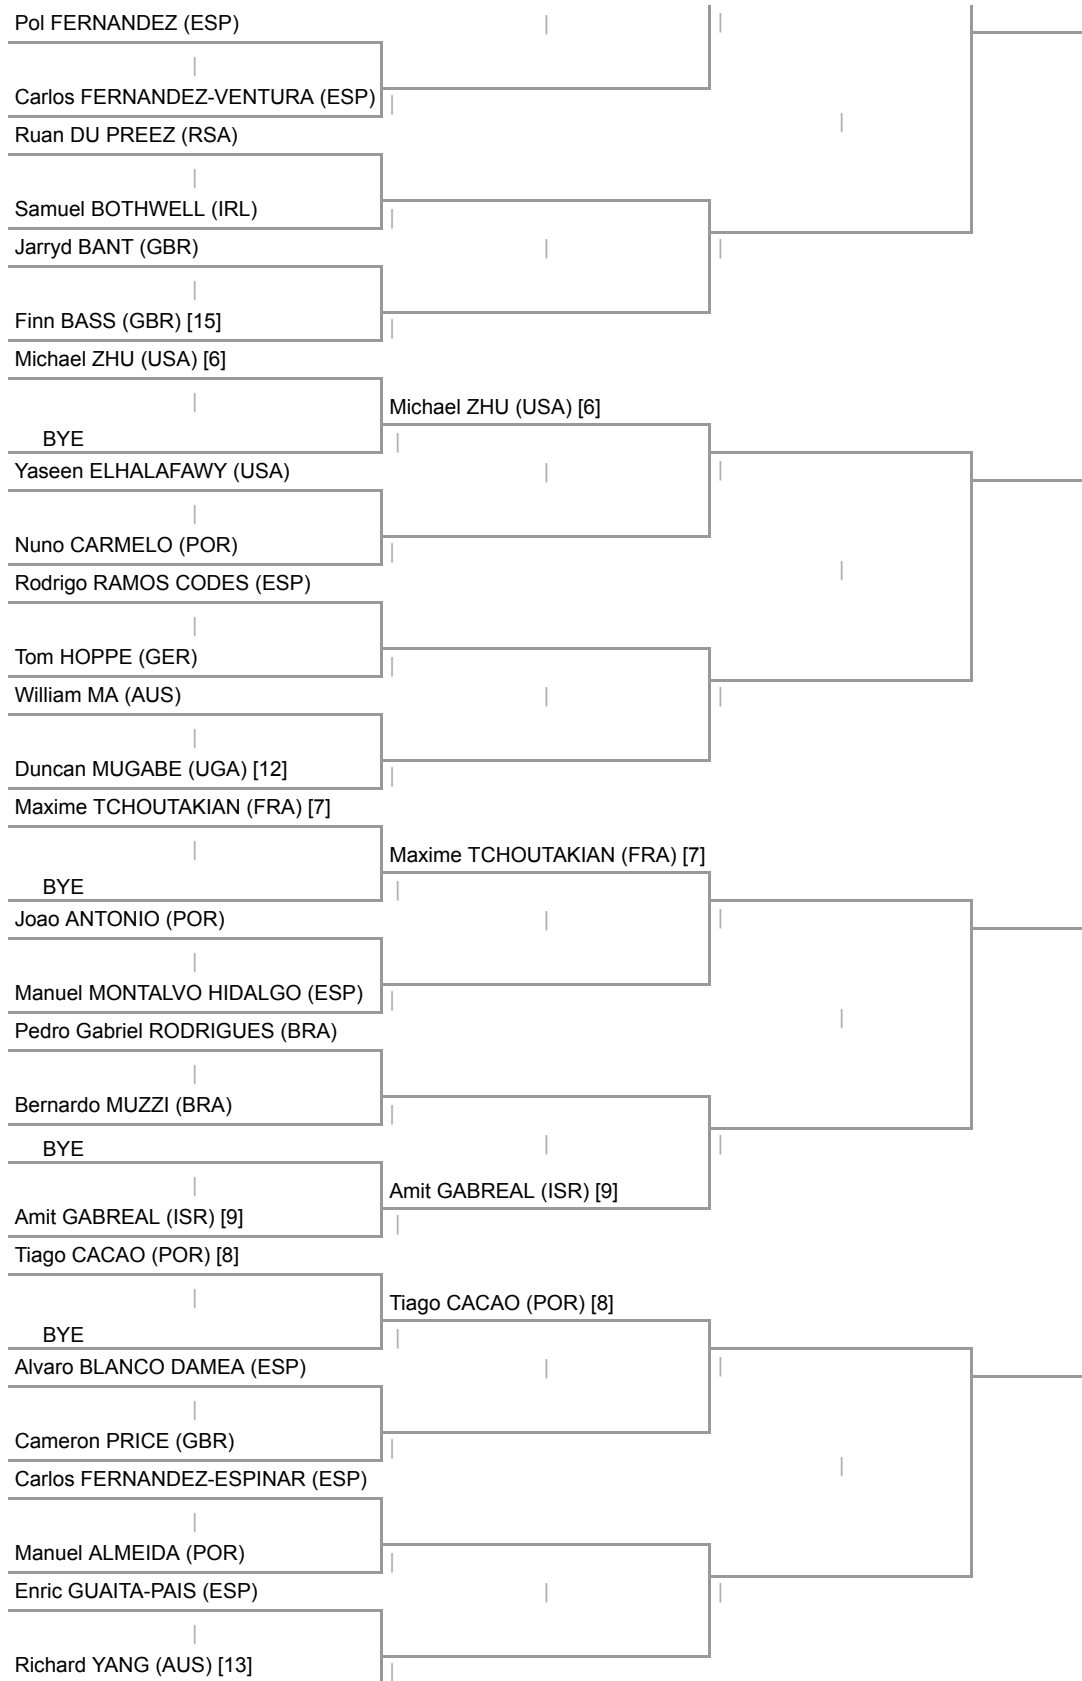 Pol FERNANDEZ (ESP)
Carlos FERNANDEZ-VENTURA (ESP)
Ruan DU PREEZ (RSA)
Samuel BOTHWELL (IRL)
Jarryd BANT (GBR)
Finn BASS (GBR) [15]
Michael ZHU (USA) [6]
Michael ZHU (USA) [6]
BYE
Yaseen ELHALAFAWY (USA)
Nuno CARMELO (POR)
Rodrigo RAMOS CODES (ESP)
Tom HOPPE (GER)
William MA (AUS)
Duncan MUGABE (UGA) [12]
Maxime TCHOUTAKIAN (FRA) [7]
Maxime TCHOUTAKIAN (FRA) [7]
BYE
Joao ANTONIO (POR)
Manuel MONTALVO HIDALGO (ESP)
Pedro Gabriel RODRIGUES (BRA)
Bernardo MUZZI (BRA)
BYE
Amit GABREAL (ISR) [9]
Amit GABREAL (ISR) [9]
Tiago CACAO (POR) [8]
Tiago CACAO (POR) [8]
BYE
Alvaro BLANCO DAMEA (ESP)
Cameron PRICE (GBR)
Carlos FERNANDEZ-ESPINAR (ESP)
Manuel ALMEIDA (POR)
Enric GUAITA-PAIS (ESP)
Richard YANG (AUS) [13]